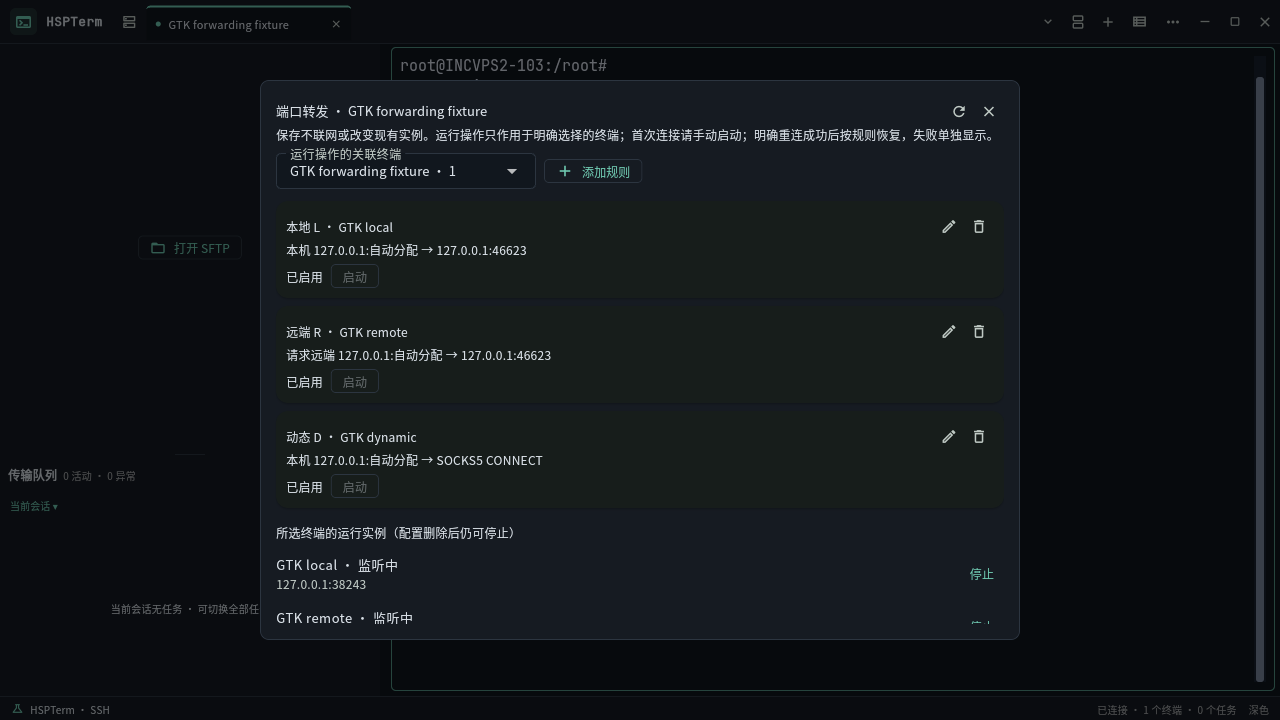 HSPTerm
GTK forwarding fixture
root@INCVPS2-103:/root#
端口转发 · GTK forwarding fixture
保存不联网或改变现有实例。运行操作只作用于明确选择的终端；首次连接请手动启动；明确重连成功后按规则恢复，失败单独显示。
运行操作的关联终端
GTK forwarding fixture · 1
添加规则
本地 L · GTK local
本机 127.0.0.1:自动分配 → 127.0.0.1:46623
已启用 启动
打开 SFTP
远端 R · GTK remote
请求远端 127.0.0.1:自动分配 → 127.0.0.1:46623
已启用 启动
动态 D · GTK dynamic
本机 127.0.0.1:自动分配 → SOCKS5 CONNECT
已启用 启动
传输队列 0 活动 · 0 异常
当前会话 ▾
所选终端的运行实例（配置删除后仍可停止）
GTK local · 监听中
127.0.0.1:38243
停止
当前会话无任务 · 可切换全部任
GTK remote · 监听中
HSPTerm · SSH
已连接 · 1 个终端 · 0 个任务 深色